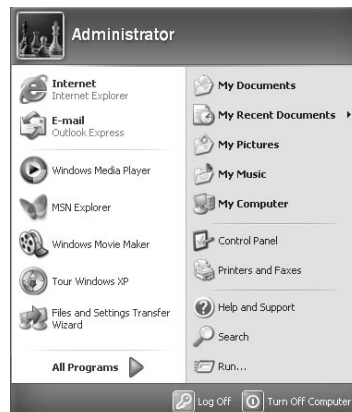 Administrator
Internet
Internet Explorer
E-mail
Outlook Express
Windows Media Player
MSN Explorer
Windows Movie Maker
Tour Windows XP
Files and Settings Transfer
Wizard
All Programs
My Documents
My Recent Documents
My Pictures
My Music
My Computer
Control Panel
Printers and Faxes
Help and Support
Search
Run...
Log Off
Turn Off Computer